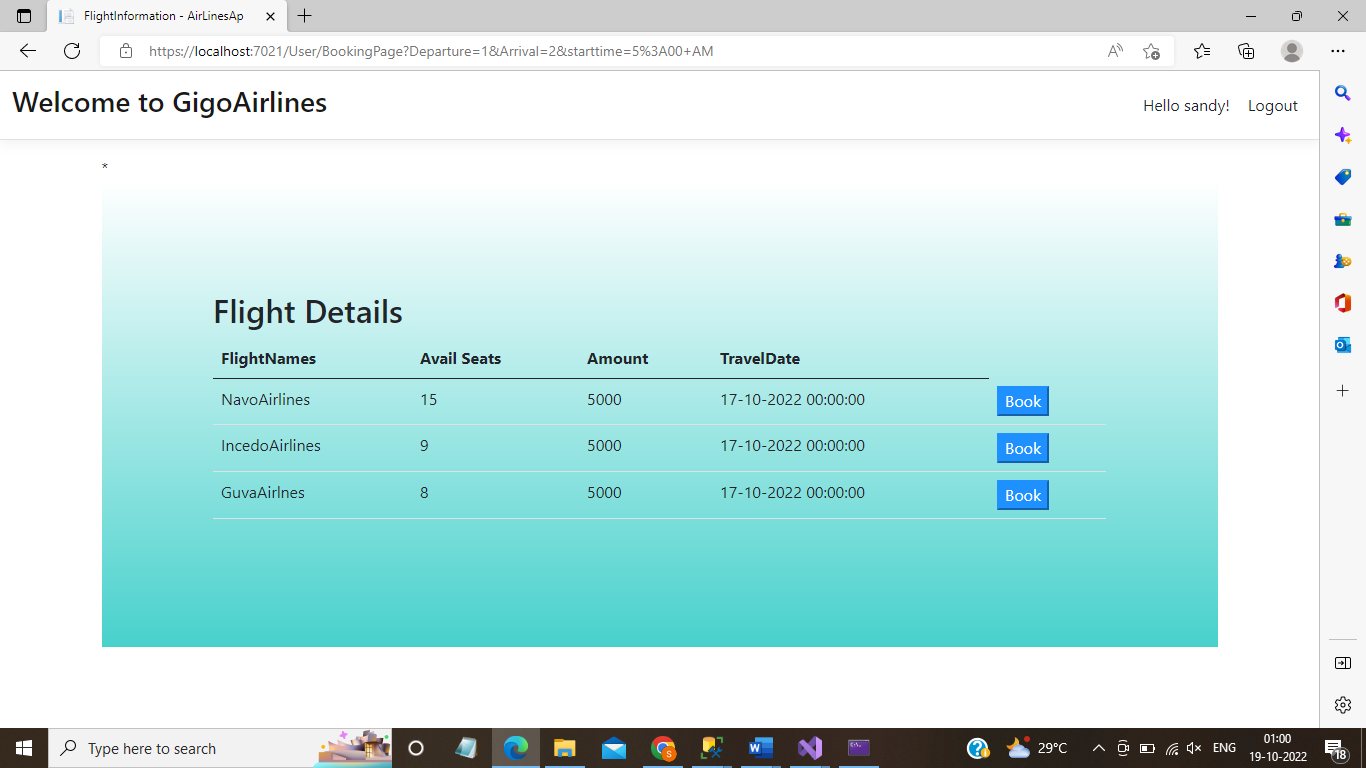 FlightInformation - AirLinesAp
https://localhost:7021/User/BookingPage?Departure=1&Arrival=2&starttime=5%3A00+AM
Welcome to GigoAirlines
Hello sandy! Logout
*
Flight Details
FlightNames Avail Seats Amount TravelDate
NavoAirlines 15 5000 17-10-2022 00:00:00 Book
IncedoAirlines 9 5000 17-10-2022 00:00:00 Book
GuvaAirlnes 8 5000 17-10-2022 00:00:00 Book
Type here to search
29°C
ENG
01:00
19-10-2022
18